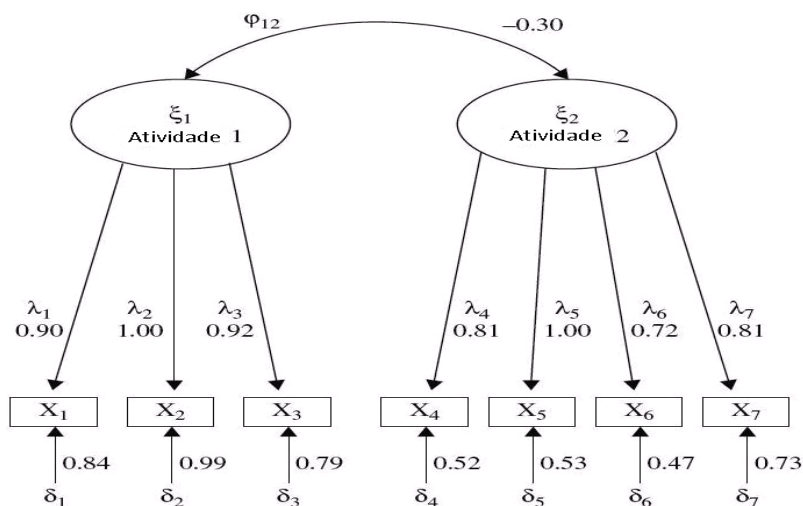 φ12 –0.30
ξ1 ξ2
Atividade 1 Atividade 2
λ1 λ2 λ3 λ4 λ5 λ6 λ7
0.90 1.00 0.92 0.81 1.00 0.72 0.81
X1 X2 X3 X4 X5 X6 X7
0.84 0.99 0.79 0.52 0.53 0.47 0.73
δ1 δ2 δ3 δ4 δ5 δ6 δ7